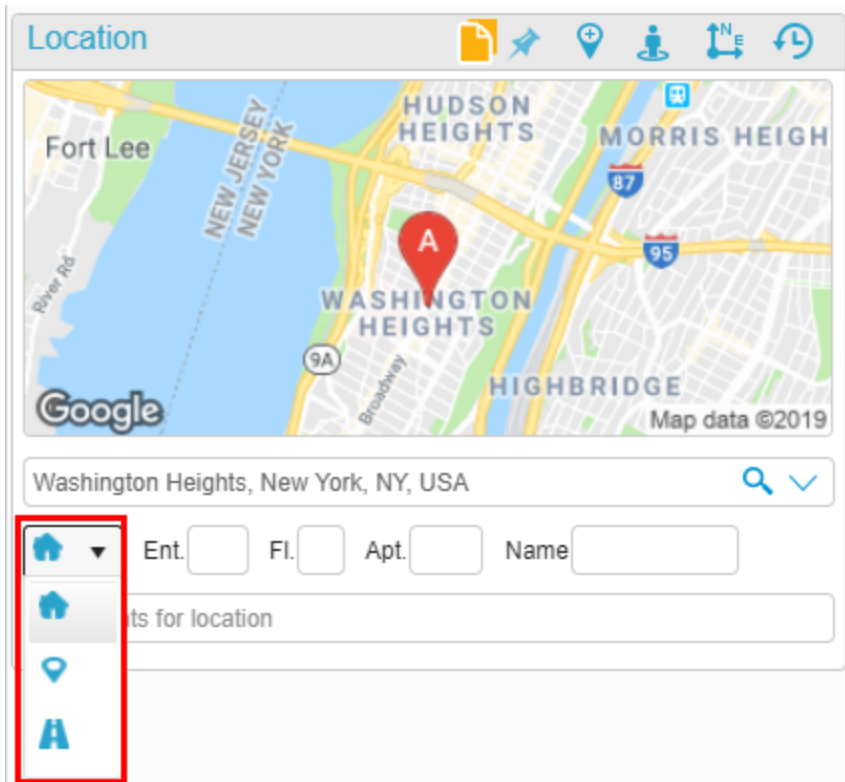 Location
N
E
HUDSON
HEIGHTS
MORRIS HEIGH
Fort Lee
NEW JERSEY
NEW YORK
87
A
95
River Rd
WASHINGTON
HEIGHTS
9A
Broadway
HIGHBRIDGE
Google
Map data ©2019
Washington Heights, New York, NY, USA
Ent. Fl. Apt. Name
ts for location